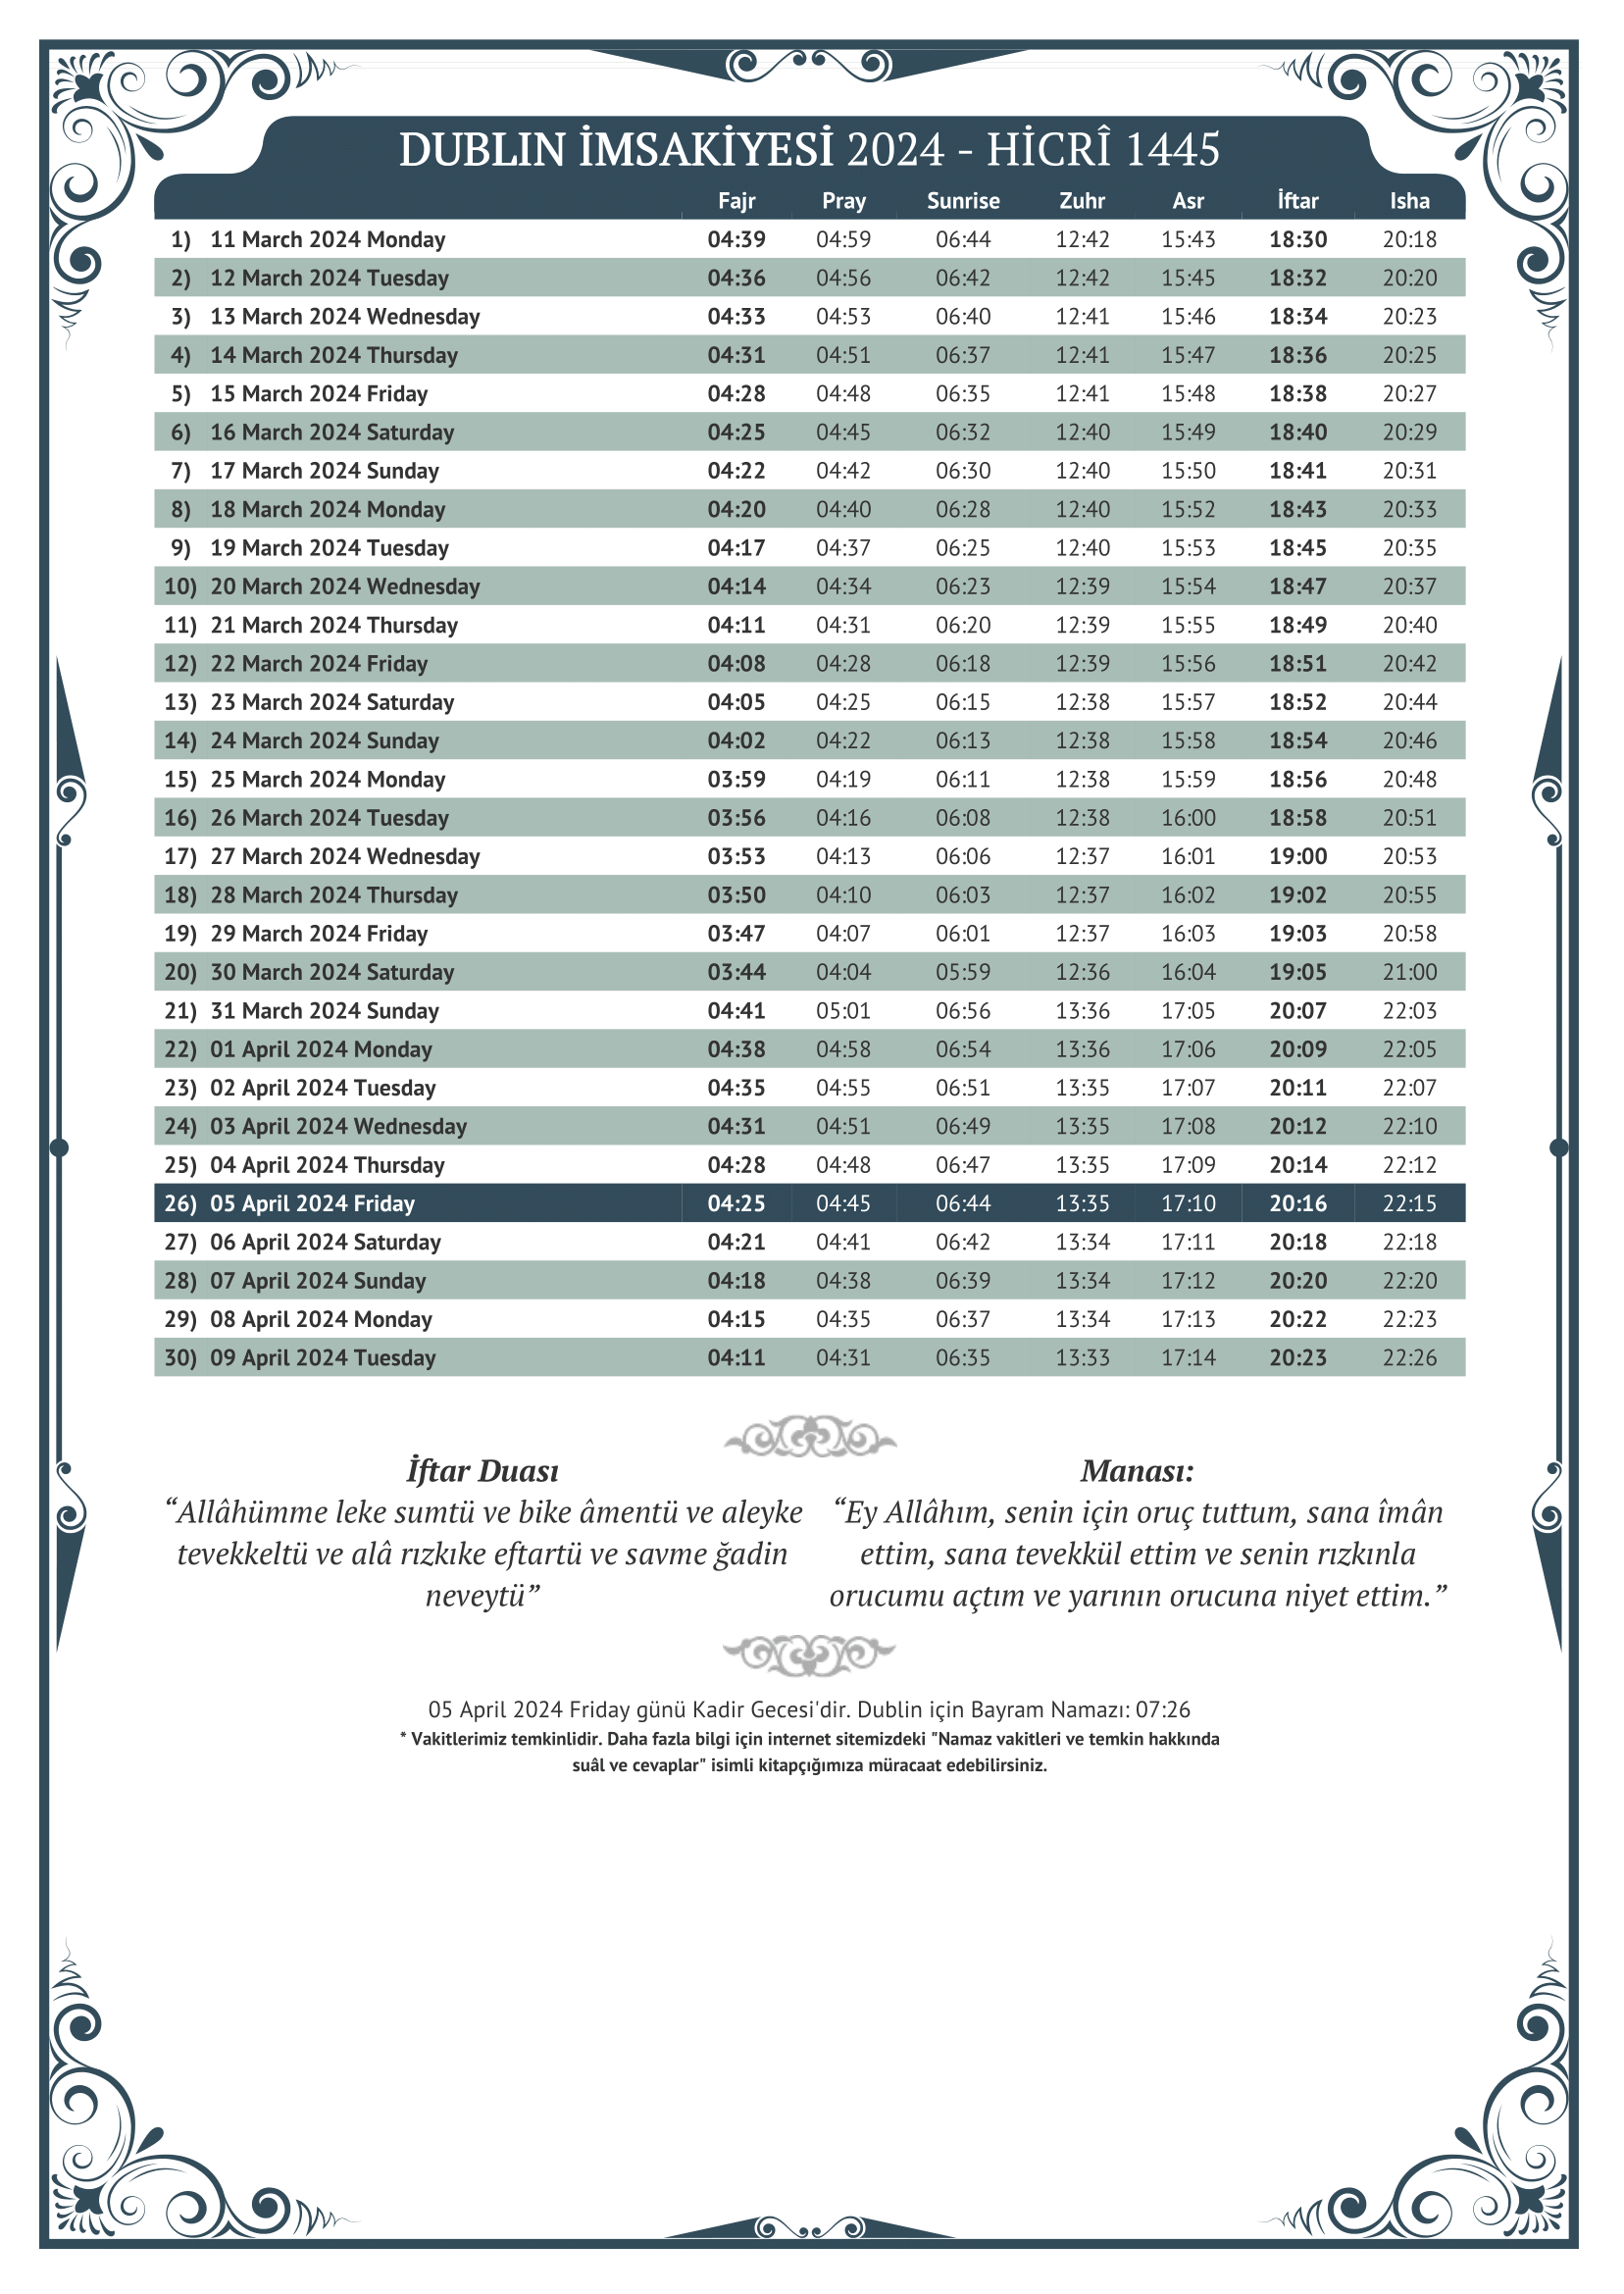 DUBLIN İMSAKİYESİ 2024 - HİCRÎ 1445
Fajr Pray Sunrise Zuhr Asr İftar Isha
1) 11 March 2024 Monday 04:39 04:59 06:44 12:42 15:43 18:30 20:18
2) 12 March 2024 Tuesday 04:36 04:56 06:42 12:42 15:45 18:32 20:20
3) 13 March 2024 Wednesday 04:33 04:53 06:40 12:41 15:46 18:34 20:23
4) 14 March 2024 Thursday 04:31 04:51 06:37 12:41 15:47 18:36 20:25
5) 15 March 2024 Friday 04:28 04:48 06:35 12:41 15:48 18:38 20:27
6) 16 March 2024 Saturday 04:25 04:45 06:32 12:40 15:49 18:40 20:29
7) 17 March 2024 Sunday 04:22 04:42 06:30 12:40 15:50 18:41 20:31
8) 18 March 2024 Monday 04:20 04:40 06:28 12:40 15:52 18:43 20:33
9) 19 March 2024 Tuesday 04:17 04:37 06:25 12:40 15:53 18:45 20:35
10) 20 March 2024 Wednesday 04:14 04:34 06:23 12:39 15:54 18:47 20:37
11) 21 March 2024 Thursday 04:11 04:31 06:20 12:39 15:55 18:49 20:40
12) 22 March 2024 Friday 04:08 04:28 06:18 12:39 15:56 18:51 20:42
13) 23 March 2024 Saturday 04:05 04:25 06:15 12:38 15:57 18:52 20:44
14) 24 March 2024 Sunday 04:02 04:22 06:13 12:38 15:58 18:54 20:46
15) 25 March 2024 Monday 03:59 04:19 06:11 12:38 15:59 18:56 20:48
16) 26 March 2024 Tuesday 03:56 04:16 06:08 12:38 16:00 18:58 20:51
17) 27 March 2024 Wednesday 03:53 04:13 06:06 12:37 16:01 19:00 20:53
18) 28 March 2024 Thursday 03:50 04:10 06:03 12:37 16:02 19:02 20:55
19) 29 March 2024 Friday 03:47 04:07 06:01 12:37 16:03 19:03 20:58
20) 30 March 2024 Saturday 03:44 04:04 05:59 12:36 16:04 19:05 21:00
21) 31 March 2024 Sunday 04:41 05:01 06:56 13:36 17:05 20:07 22:03
22) 01 April 2024 Monday 04:38 04:58 06:54 13:36 17:06 20:09 22:05
23) 02 April 2024 Tuesday 04:35 04:55 06:51 13:35 17:07 20:11 22:07
24) 03 April 2024 Wednesday 04:31 04:51 06:49 13:35 17:08 20:12 22:10
25) 04 April 2024 Thursday 04:28 04:48 06:47 13:35 17:09 20:14 22:12
26) 05 April 2024 Friday 04:25 04:45 06:44 13:35 17:10 20:16 22:15
27) 06 April 2024 Saturday 04:21 04:41 06:42 13:34 17:11 20:18 22:18
28) 07 April 2024 Sunday 04:18 04:38 06:39 13:34 17:12 20:20 22:20
29) 08 April 2024 Monday 04:15 04:35 06:37 13:34 17:13 20:22 22:23
30) 09 April 2024 Tuesday 04:11 04:31 06:35 13:33 17:14 20:23 22:26
İftar Duası
“Allâhümme leke sumtü ve bike âmentü ve aleyke
tevekkeltü ve alâ rızkıke eftartü ve savme ğadin
neveytü”
Manası:
“Ey Allâhım, senin için oruç tuttum, sana îmân
ettim, sana tevekkül ettim ve senin rızkınla
orucumu açtım ve yarının orucuna niyet ettim.”
05 April 2024 Friday günü Kadir Gecesi'dir. Dublin için Bayram Namazı: 07:26
* Vakitlerimiz temkinlidir. Daha fazla bilgi için internet sitemizdeki "Namaz vakitleri ve temkin hakkında
suâl ve cevaplar" isimli kitapçığımıza müracaat edebilirsiniz.